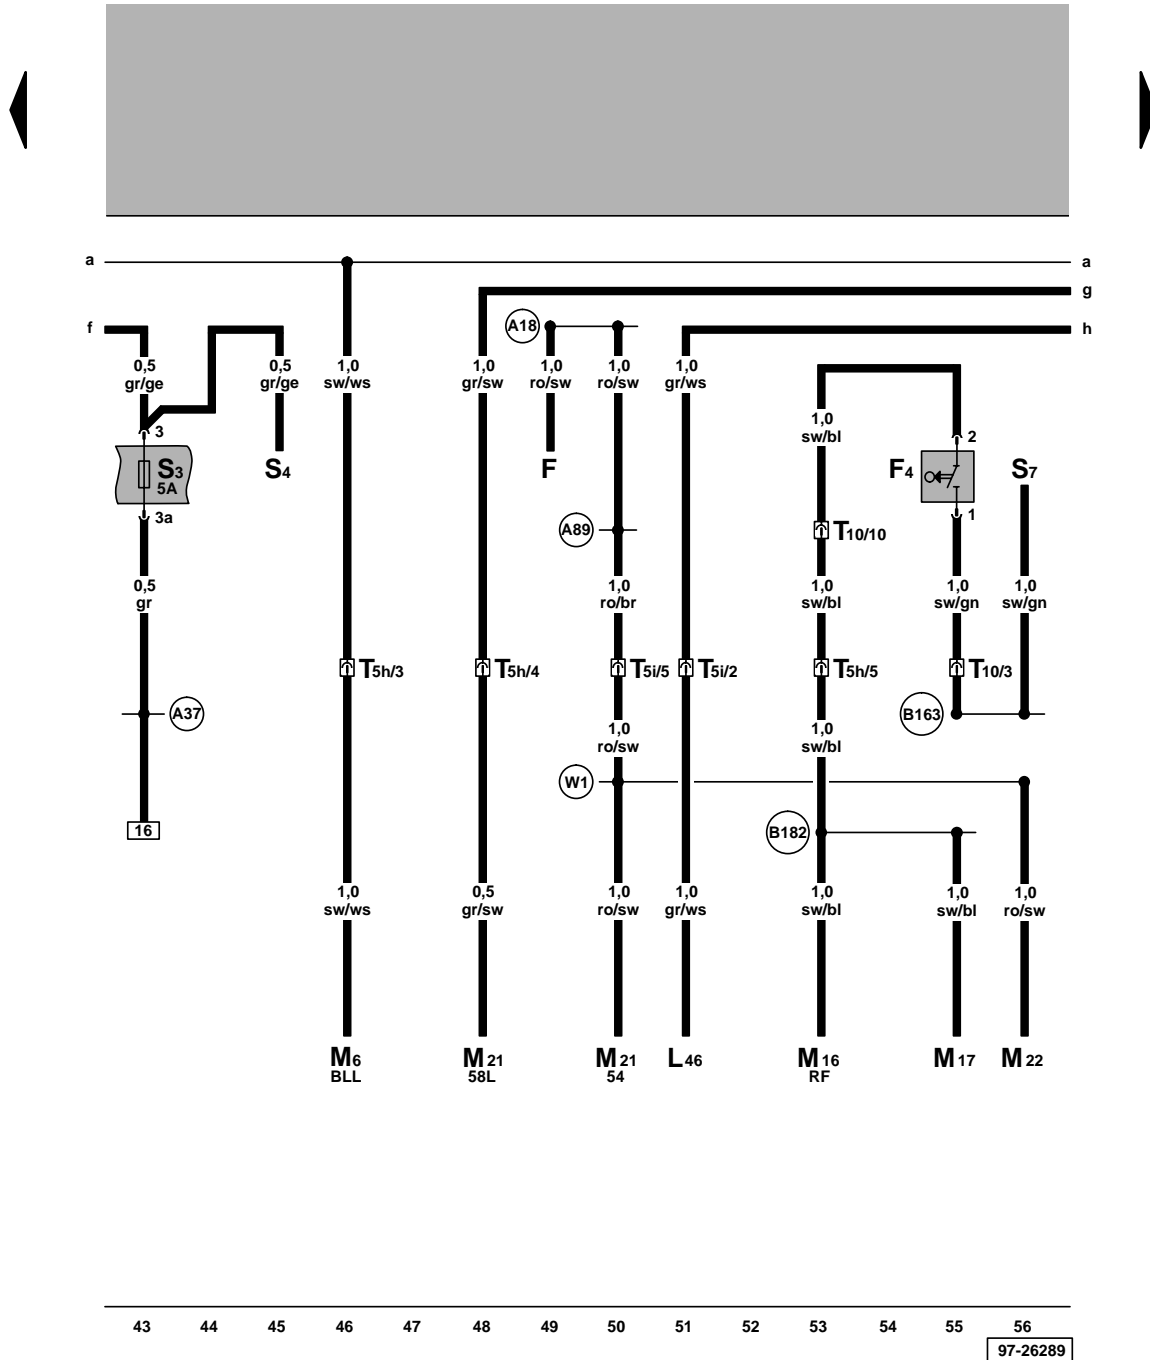 a a
g
A18
f h
0,5 0,5 1,0 1,0 1,0 1,0 1,0
gr/ge gr/ge sw/ws gr/sw ro/sw ro/sw gr/ws
1,0
sw/bl
3 2
S3 S4 F F4 S7
5A
3a 1
A89 T10/10
0,5 1,0 1,0 1,0 1,0
gr ro/br sw/bl sw/gn sw/gn
T5h/3 T5h/4 T5i/5 T5i/2 T5h/5 T10/3
A37 B163
1,0 1,0
ro/sw sw/bl
W1
16 B182
1,0 0,5 1,0 1,0 1,0 1,0 1,0
sw/ws gr/sw ro/sw gr/ws sw/bl sw/bl ro/sw
M6 M21 M21 L46 M16 M17 M22
BLL 58L 54 RF
43 44 45 46 47 48 49 50 51 52 53 54 55 56
97-26289